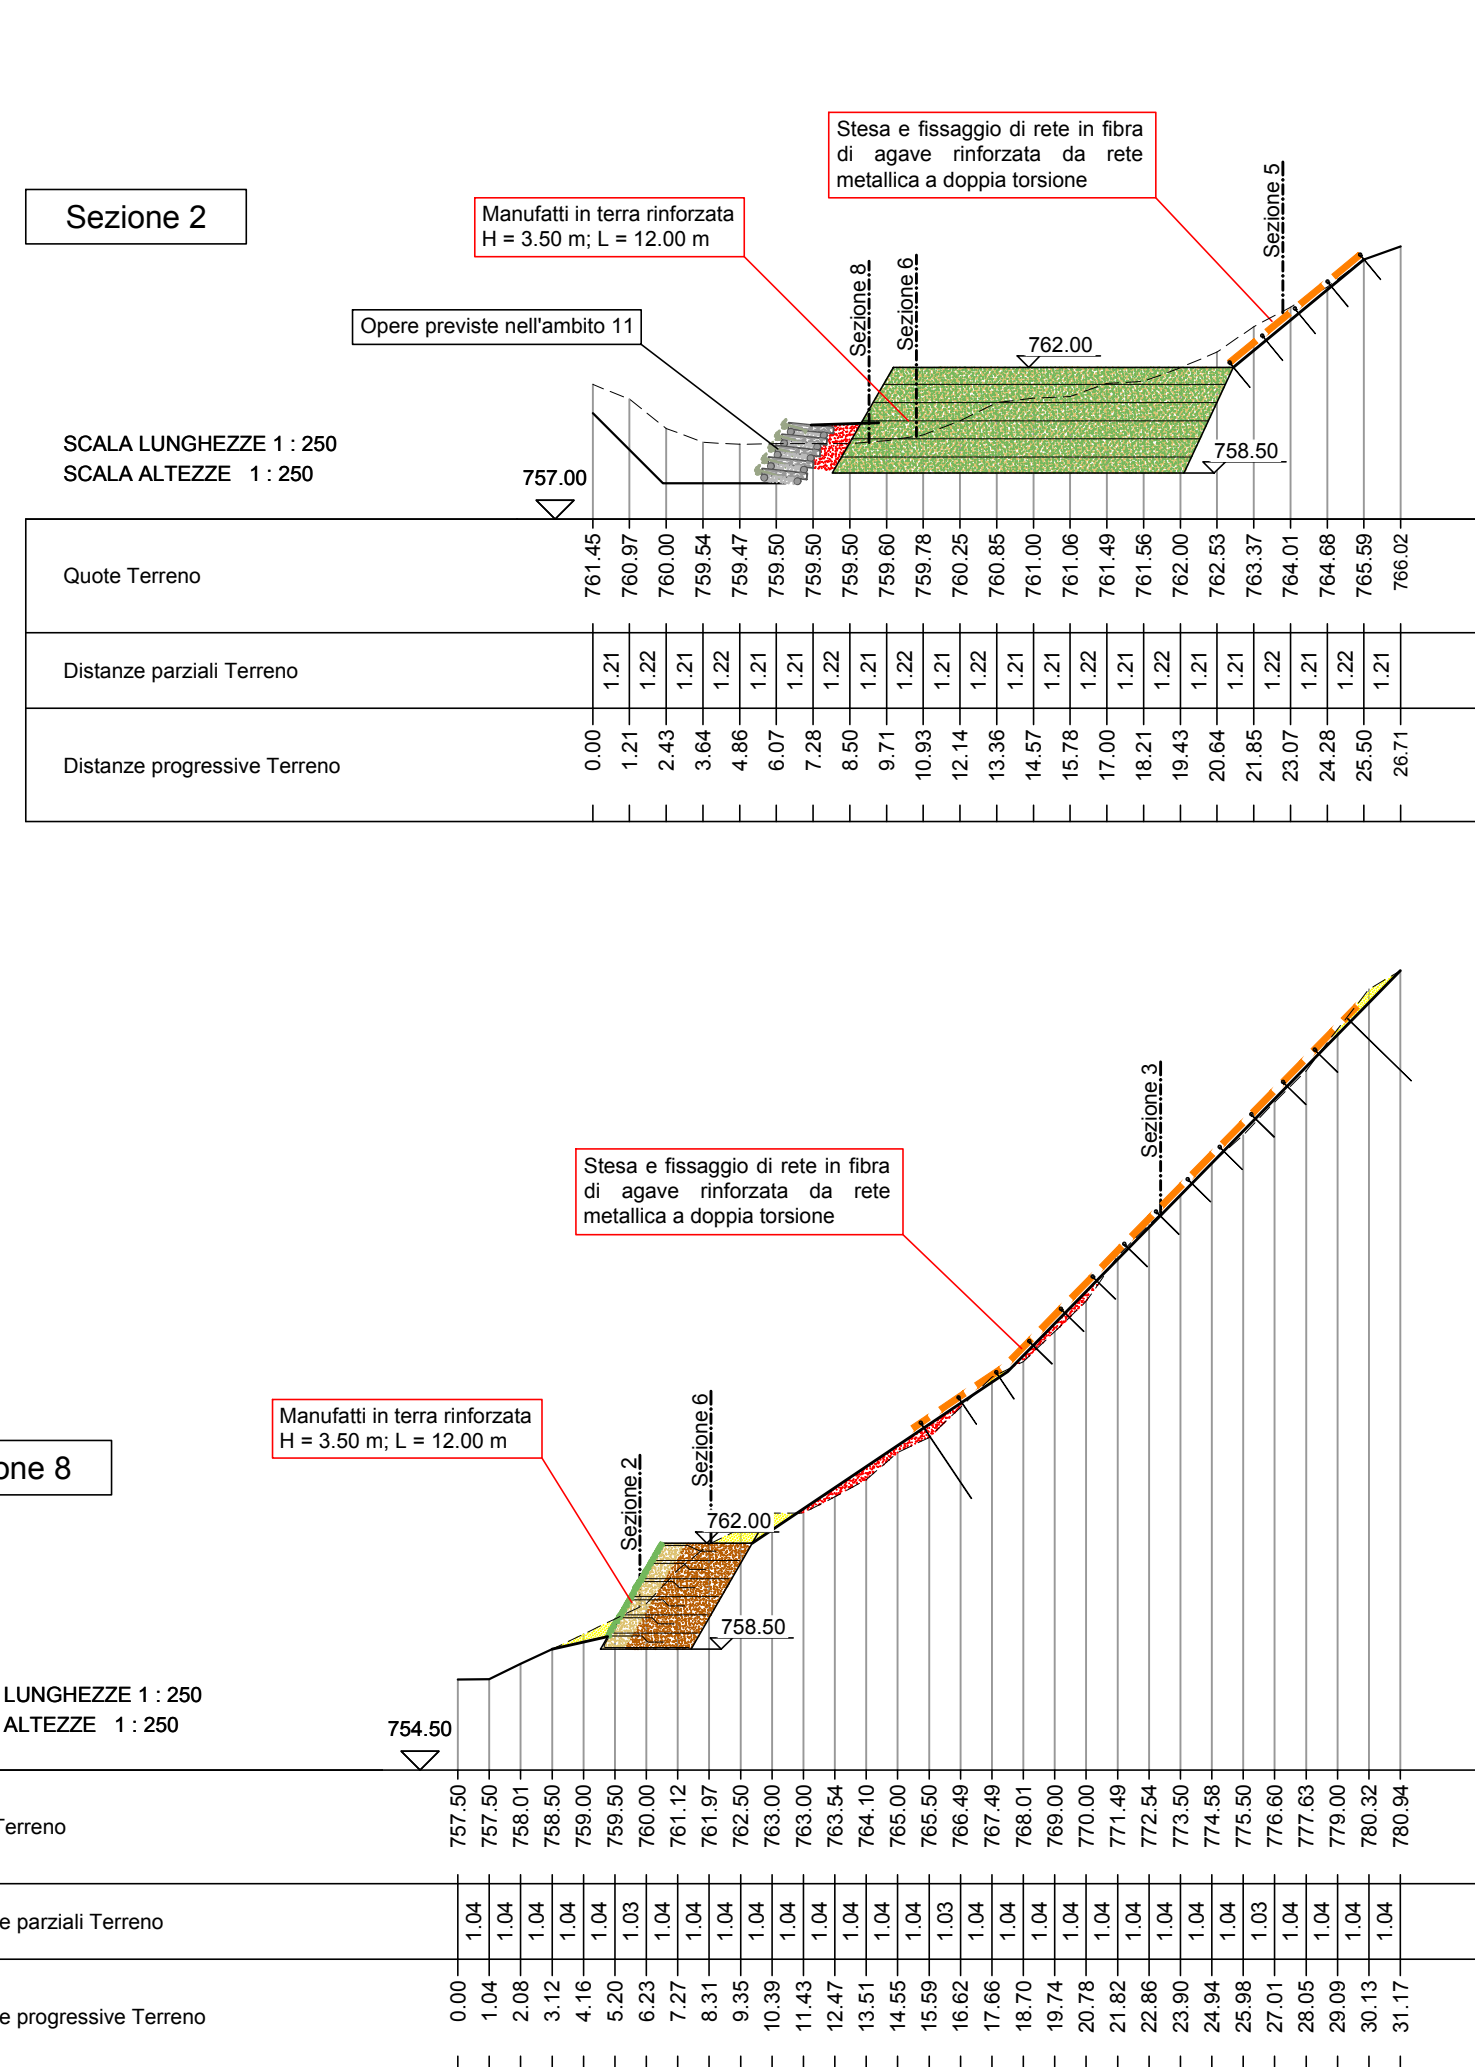 Stesa e fissaggio di rete in fibra
di agave rinforzata da rete
metallica a doppia torsione
Sezione 2
Manufatti in terra rinforzata
H = 3.50 m; L = 12.00 m
Sezione 5
Sezione 8
Sezione 6
Opere previste nell'ambito 11
762.00
SCALA LUNGHEZZE 1 : 250
SCALA ALTEZZE 1 : 250
757.00
758.50
Quote Terreno
761.45 760.97 760.00 759.54 759.47 759.50 759.50 759.50 759.60 759.78 760.25 760.85 761.00 761.06 761.49 761.56 762.00 762.53 763.37 764.01 764.68 765.59 766.02
Distanze parziali Terreno
1.21 1.22 1.21 1.22 1.21 1.21 1.22 1.21 1.22 1.21 1.22 1.21 1.21 1.22 1.21 1.22 1.21 1.21 1.22 1.21 1.22 1.21
Distanze progressive Terreno
0.00 1.21 2.43 3.64 4.86 6.07 7.28 8.50 9.71 10.93 12.14 13.36 14.57 15.78 17.00 18.21 19.43 20.64 21.85 23.07 24.28 25.50 26.71
Sezione 3
Stesa e fissaggio di rete in fibra
di agave rinforzata da rete
metallica a doppia torsione
Manufatti in terra rinforzata
H = 3.50 m; L = 12.00 m
Sezione 6
Sezione 2
one 8
762.00
758.50
LUNGHEZZE 1 : 250
ALTEZZE 1 : 250
754.50
Terreno
757.50 757.50 758.01 758.50 759.00 759.50 760.00 761.12 761.97 762.50 763.00 763.00 763.54 764.10 765.00 765.50 766.49 767.49 768.01 769.00 770.00 771.49 772.54 773.50 774.58 775.50 776.60 777.63 779.00 780.32 780.94
e parziali Terreno
1.04 1.04 1.04 1.04 1.04 1.03 1.04 1.04 1.04 1.04 1.04 1.04 1.04 1.04 1.04 1.03 1.04 1.04 1.04 1.04 1.04 1.04 1.04 1.04 1.04 1.03 1.04 1.04 1.04 1.04
e progressive Terreno
0.00 1.04 2.08 3.12 4.16 5.20 6.23 7.27 8.31 9.35 10.39 11.43 12.47 13.51 14.55 15.59 16.62 17.66 18.70 19.74 20.78 21.82 22.86 23.90 24.94 25.98 27.01 28.05 29.09 30.13 31.17